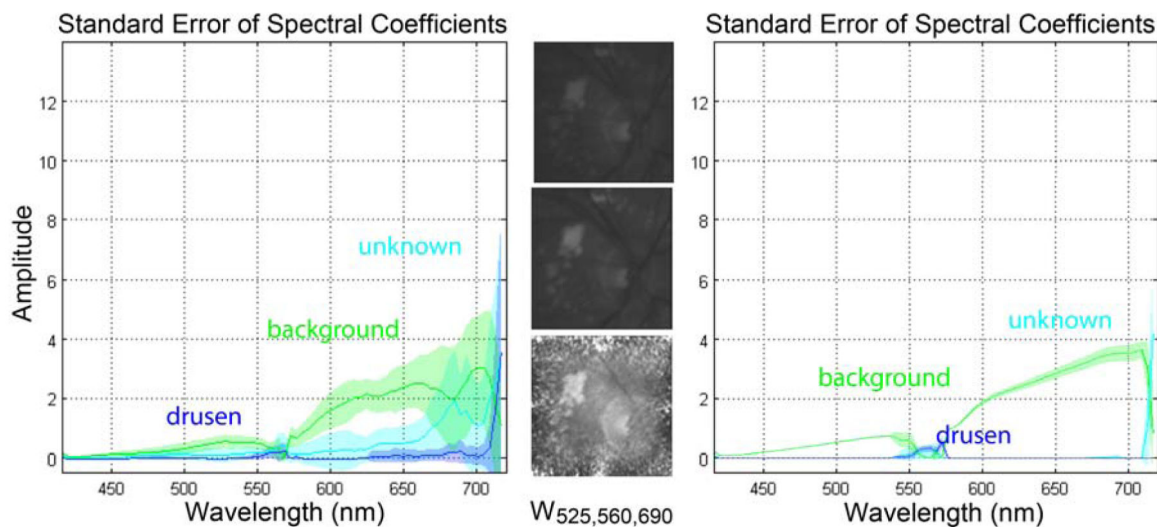 Standard Error of Spectral Coefficients
Amplitude
12
10
8
6
4
2
0
unknown
background
drusen
450 500 550 600 650 700
Wavelength (nm)
W525,560,690
Standard Error of Spectral Coefficients
12
10
8
6
4
2
0
unknown
background
drusen
450 500 550 600 650 700
Wavelength (nm)